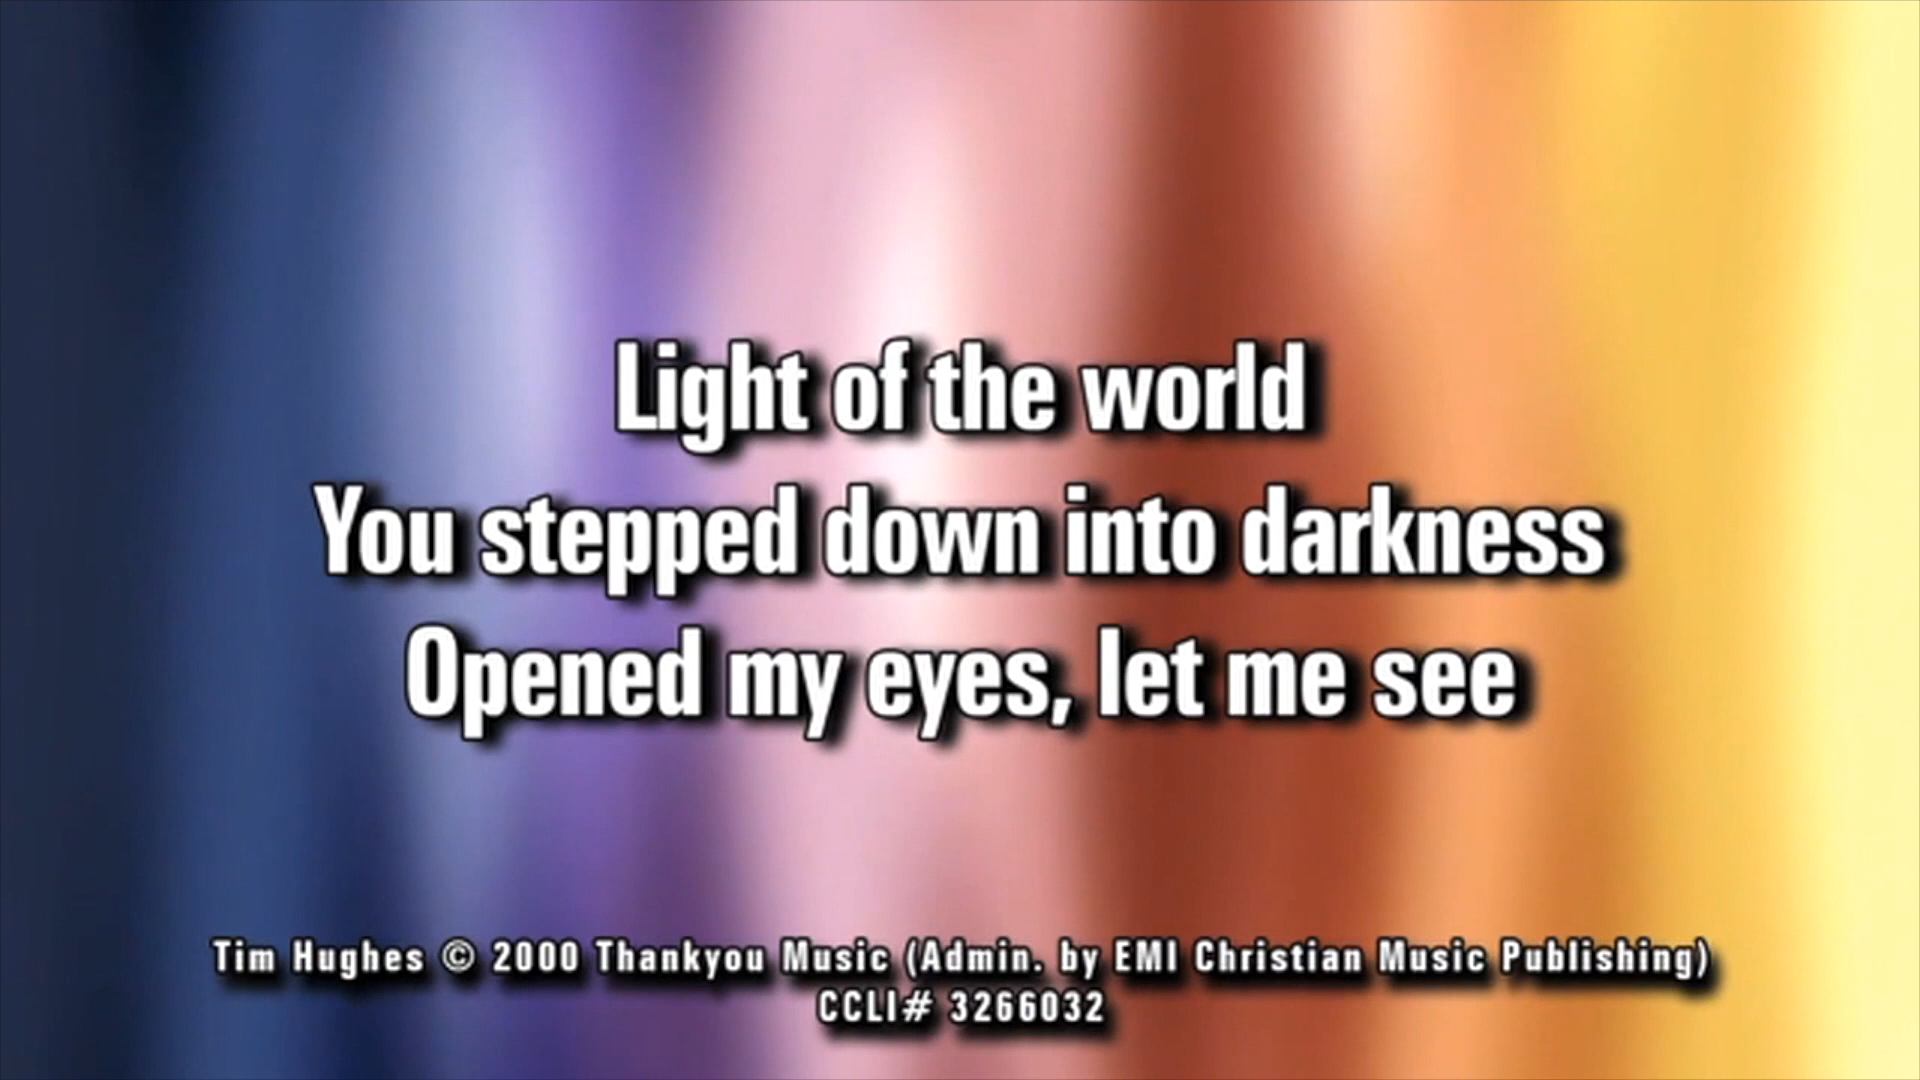 Light of the world
You stepped down into darkness
Opened my eyes, let me see
Tim Hughes © 2000 Thankyou Music (Admin. by EMI Christian Music Publishing)
CCLI# 3266032